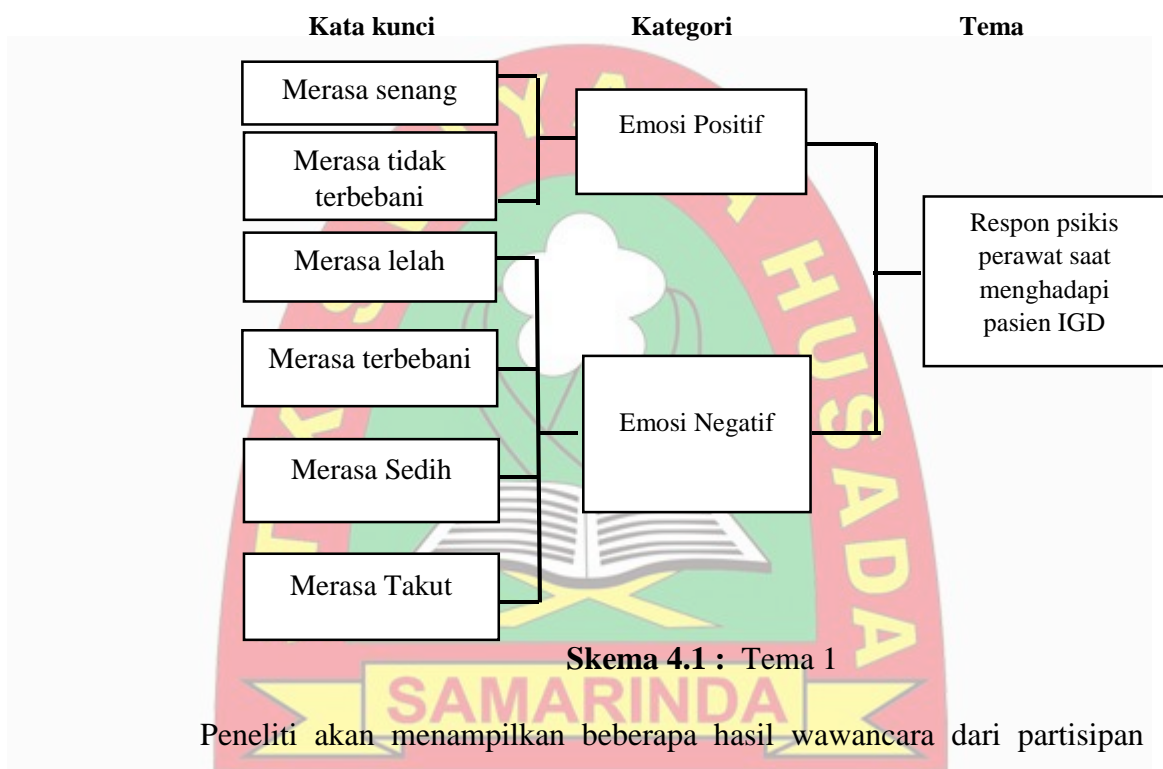 Kata kunci Kategori Tema
Merasa senang
Merasa tidak
terbebani
Merasa lelah
Merasa terbebani
Merasa Sedih
Merasa Takut
Emosi Positif
Emosi Negatif
Respon psikis
perawat saat
menghadapi
pasien IGD
HUSADA
SAMARINDA
Skema 4.1 : Tema 1
Peneliti akan menampilkan beberapa hasil wawancara dari partisipan